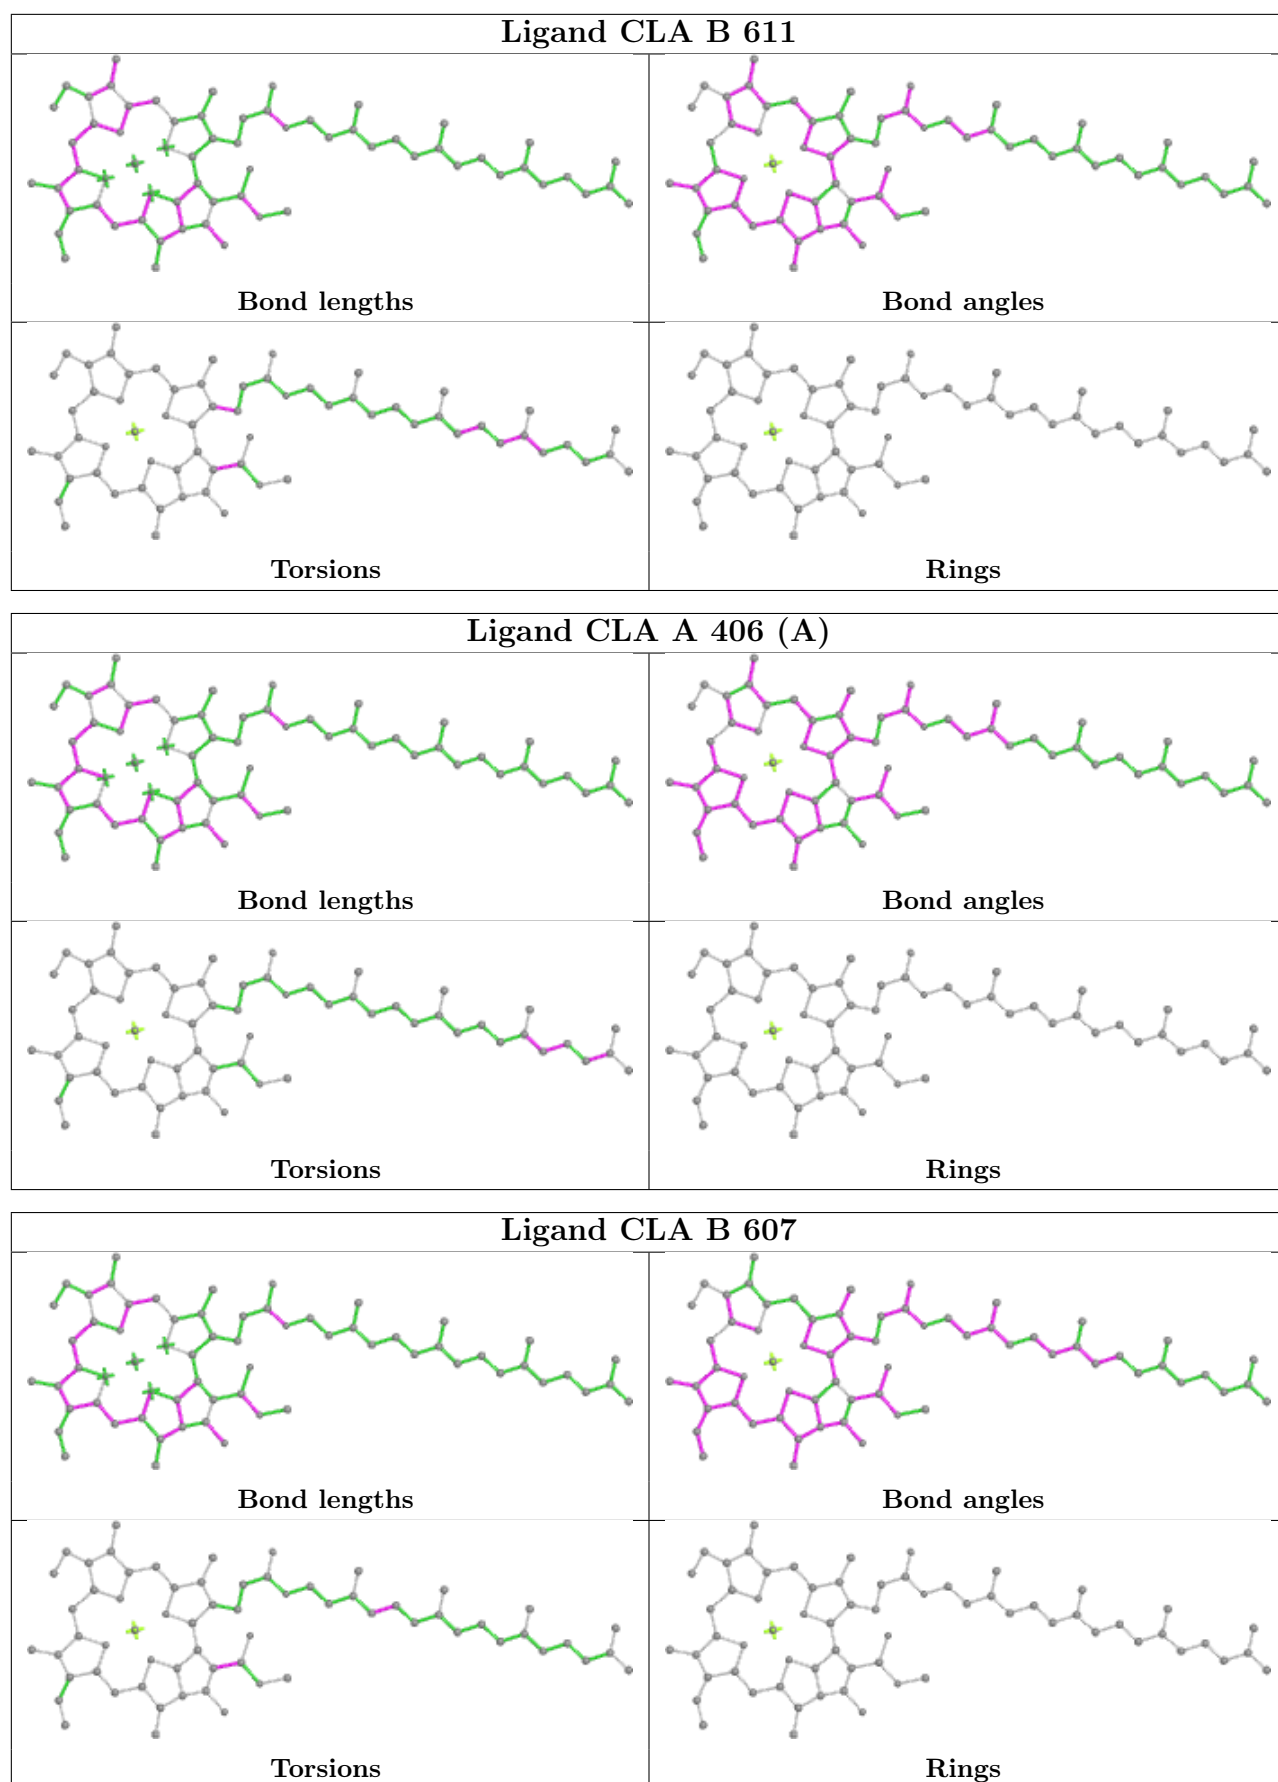 Ligand CLA B 611
Bond lengths
Bond angles
Torsions
Rings
Ligand CLA A 406 (A)
Bond lengths
Bond angles
Torsions
Rings
Ligand CLA B 607
Bond lengths
Bond angles
Torsions
Rings